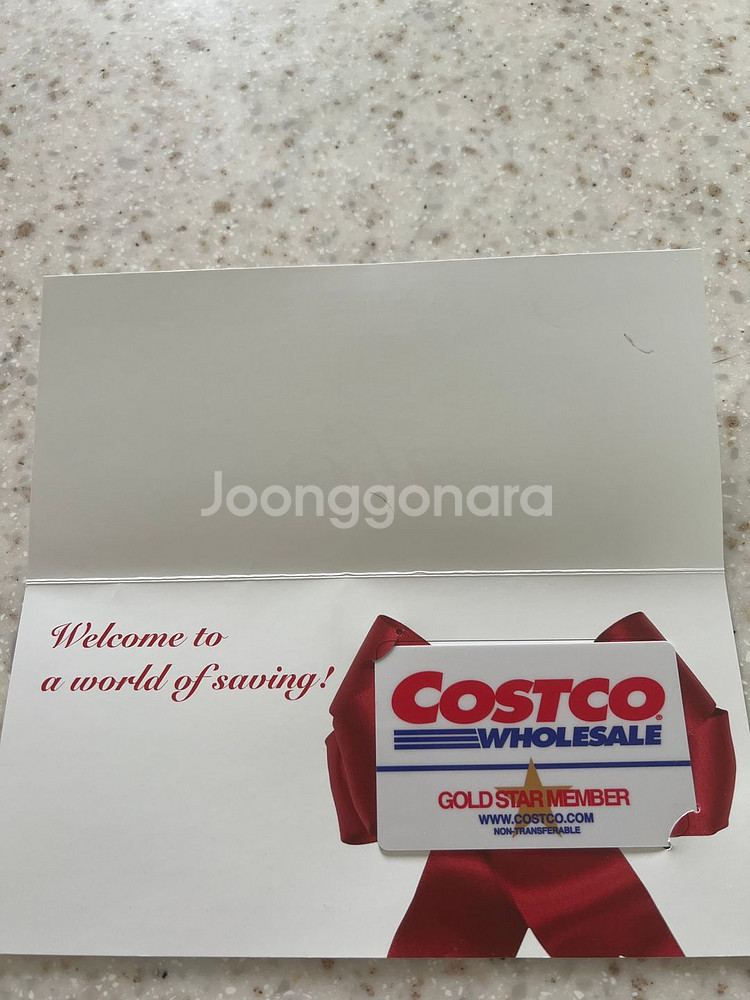 Joonggonara
Welcome to
a world of saving!
COSTCO®
WHOLESALE
GOLD STAR MEMBER
WWW.COSTCO.COM
NON-TRANSFERABLE